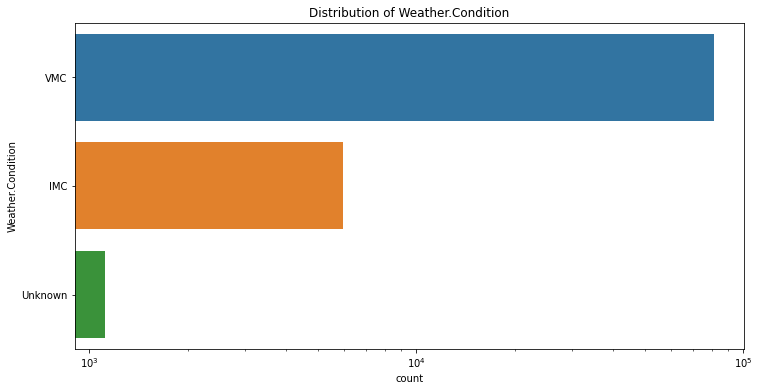 Distribution of Weather.Condition
Weather.Condition
VMC
IMC
Unknown
10³ 10⁴ 10⁵
count